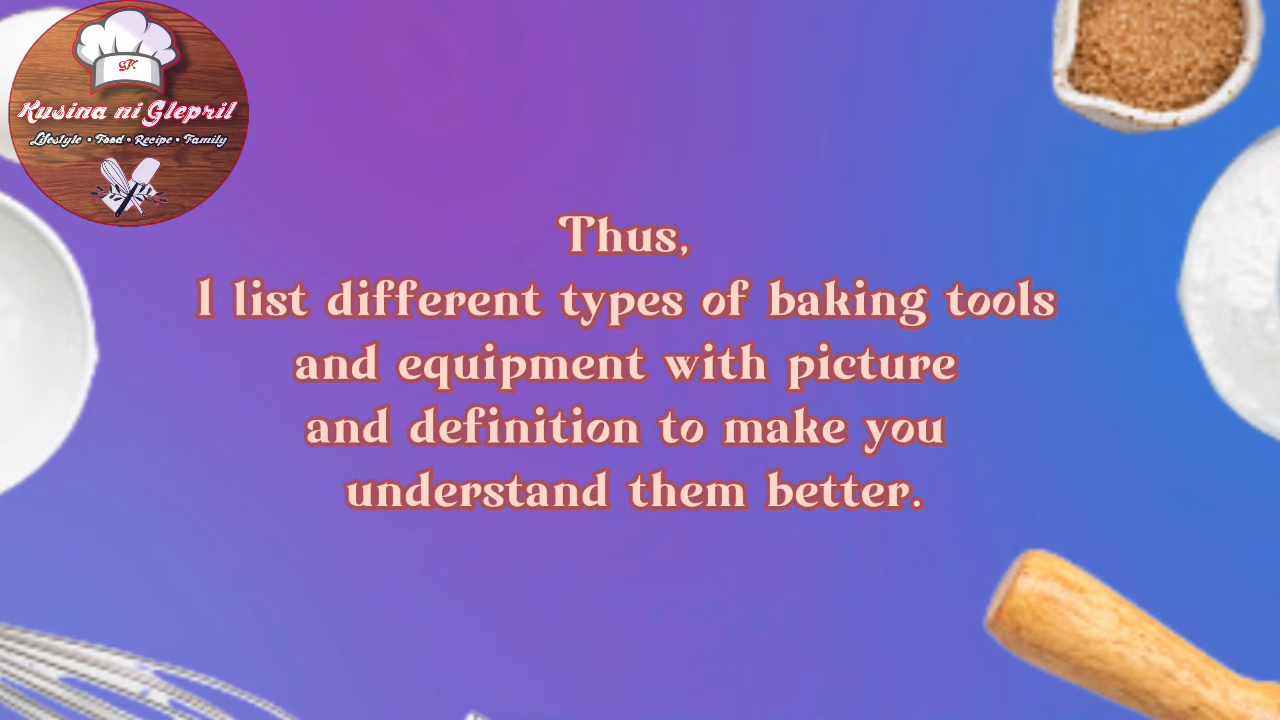 GK
Kusina ni Glepril
Lifestyle • Food • Recipe • Family
Thus,
I list different types of baking tools
and equipment with picture
and definition to make you
understand them better.